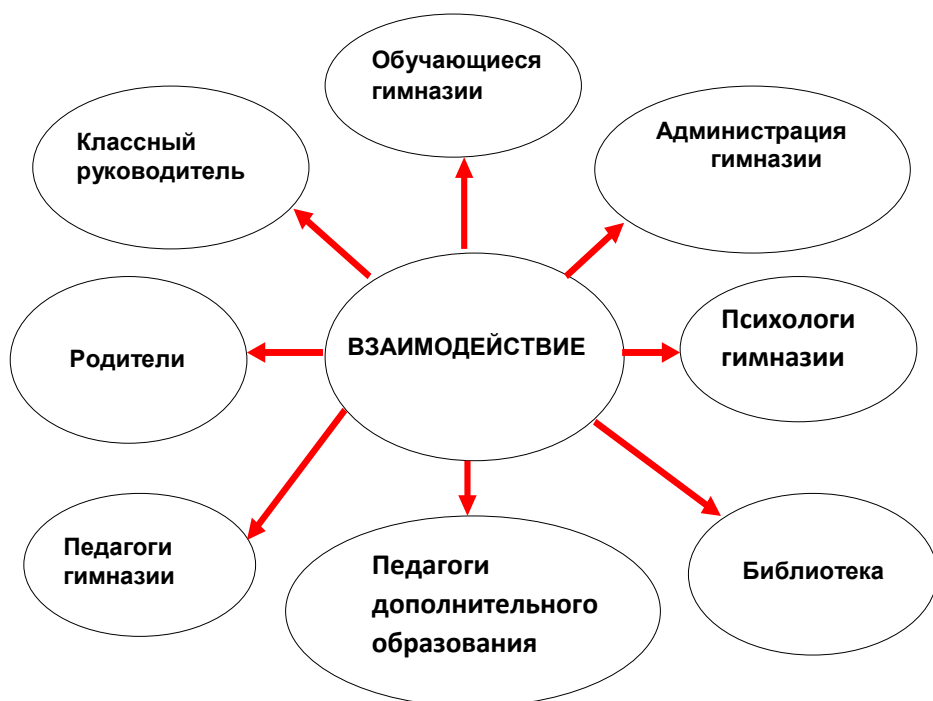 Обучающиеся
гимназии
Классный
руководитель
Администрация
гимназии
Родители
ВЗАИМОДЕЙСТВИЕ
Психологи
гимназии
Педагоги
гимназии
Педагоги
дополнительного
образования
Библиотека